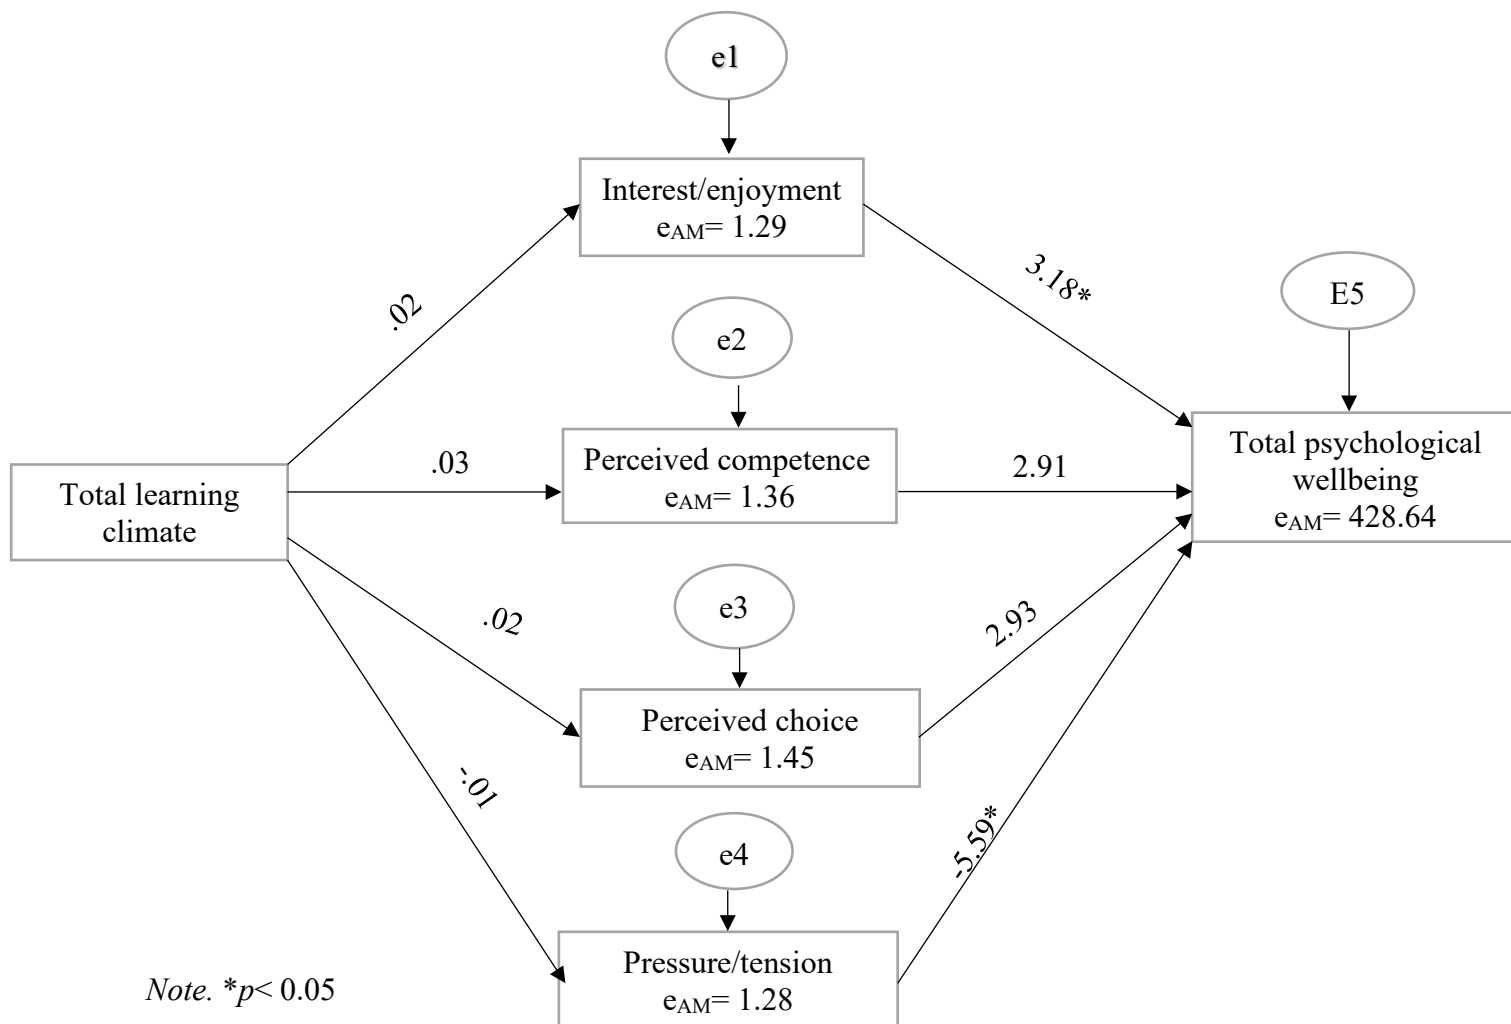 e1
Interest/enjoyment
eAM= 1.29
.02
3.18*
e2
E5
Perceived competence
eAM= 1.36
.03
2.91
Total psychological
wellbeing
eAM= 428.64
Total learning
climate
e3
.02
2.93
Perceived choice
eAM= 1.45
-.01
-5.59*
e4
Pressure/tension
eAM= 1.28
Note. *p< 0.05